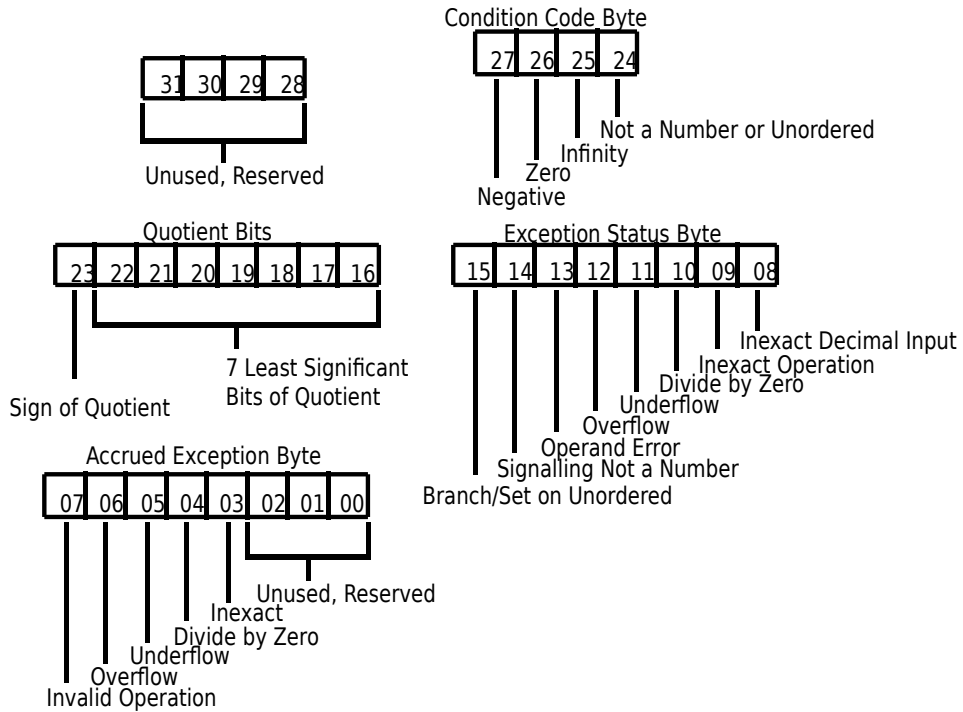 Condition Code Byte
27 26 25 24
31 30 29 28
Not a Number or Unordered
Infinity
Zero
Negative
Unused, Reserved
Quotient Bits
23 22 21 20 19 18 17 16
7 Least Significant
Bits of Quotient
Sign of Quotient
Exception Status Byte
15 14 13 12 11 10 09 08
Inexact Decimal Input
Inexact Operation
Divide by Zero
Underflow
Overflow
Operand Error
Signalling Not a Number
Branch/Set on Unordered
Accrued Exception Byte
07 06 05 04 03 02 01 00
Unused, Reserved
Inexact
Divide by Zero
Underflow
Overflow
Invalid Operation